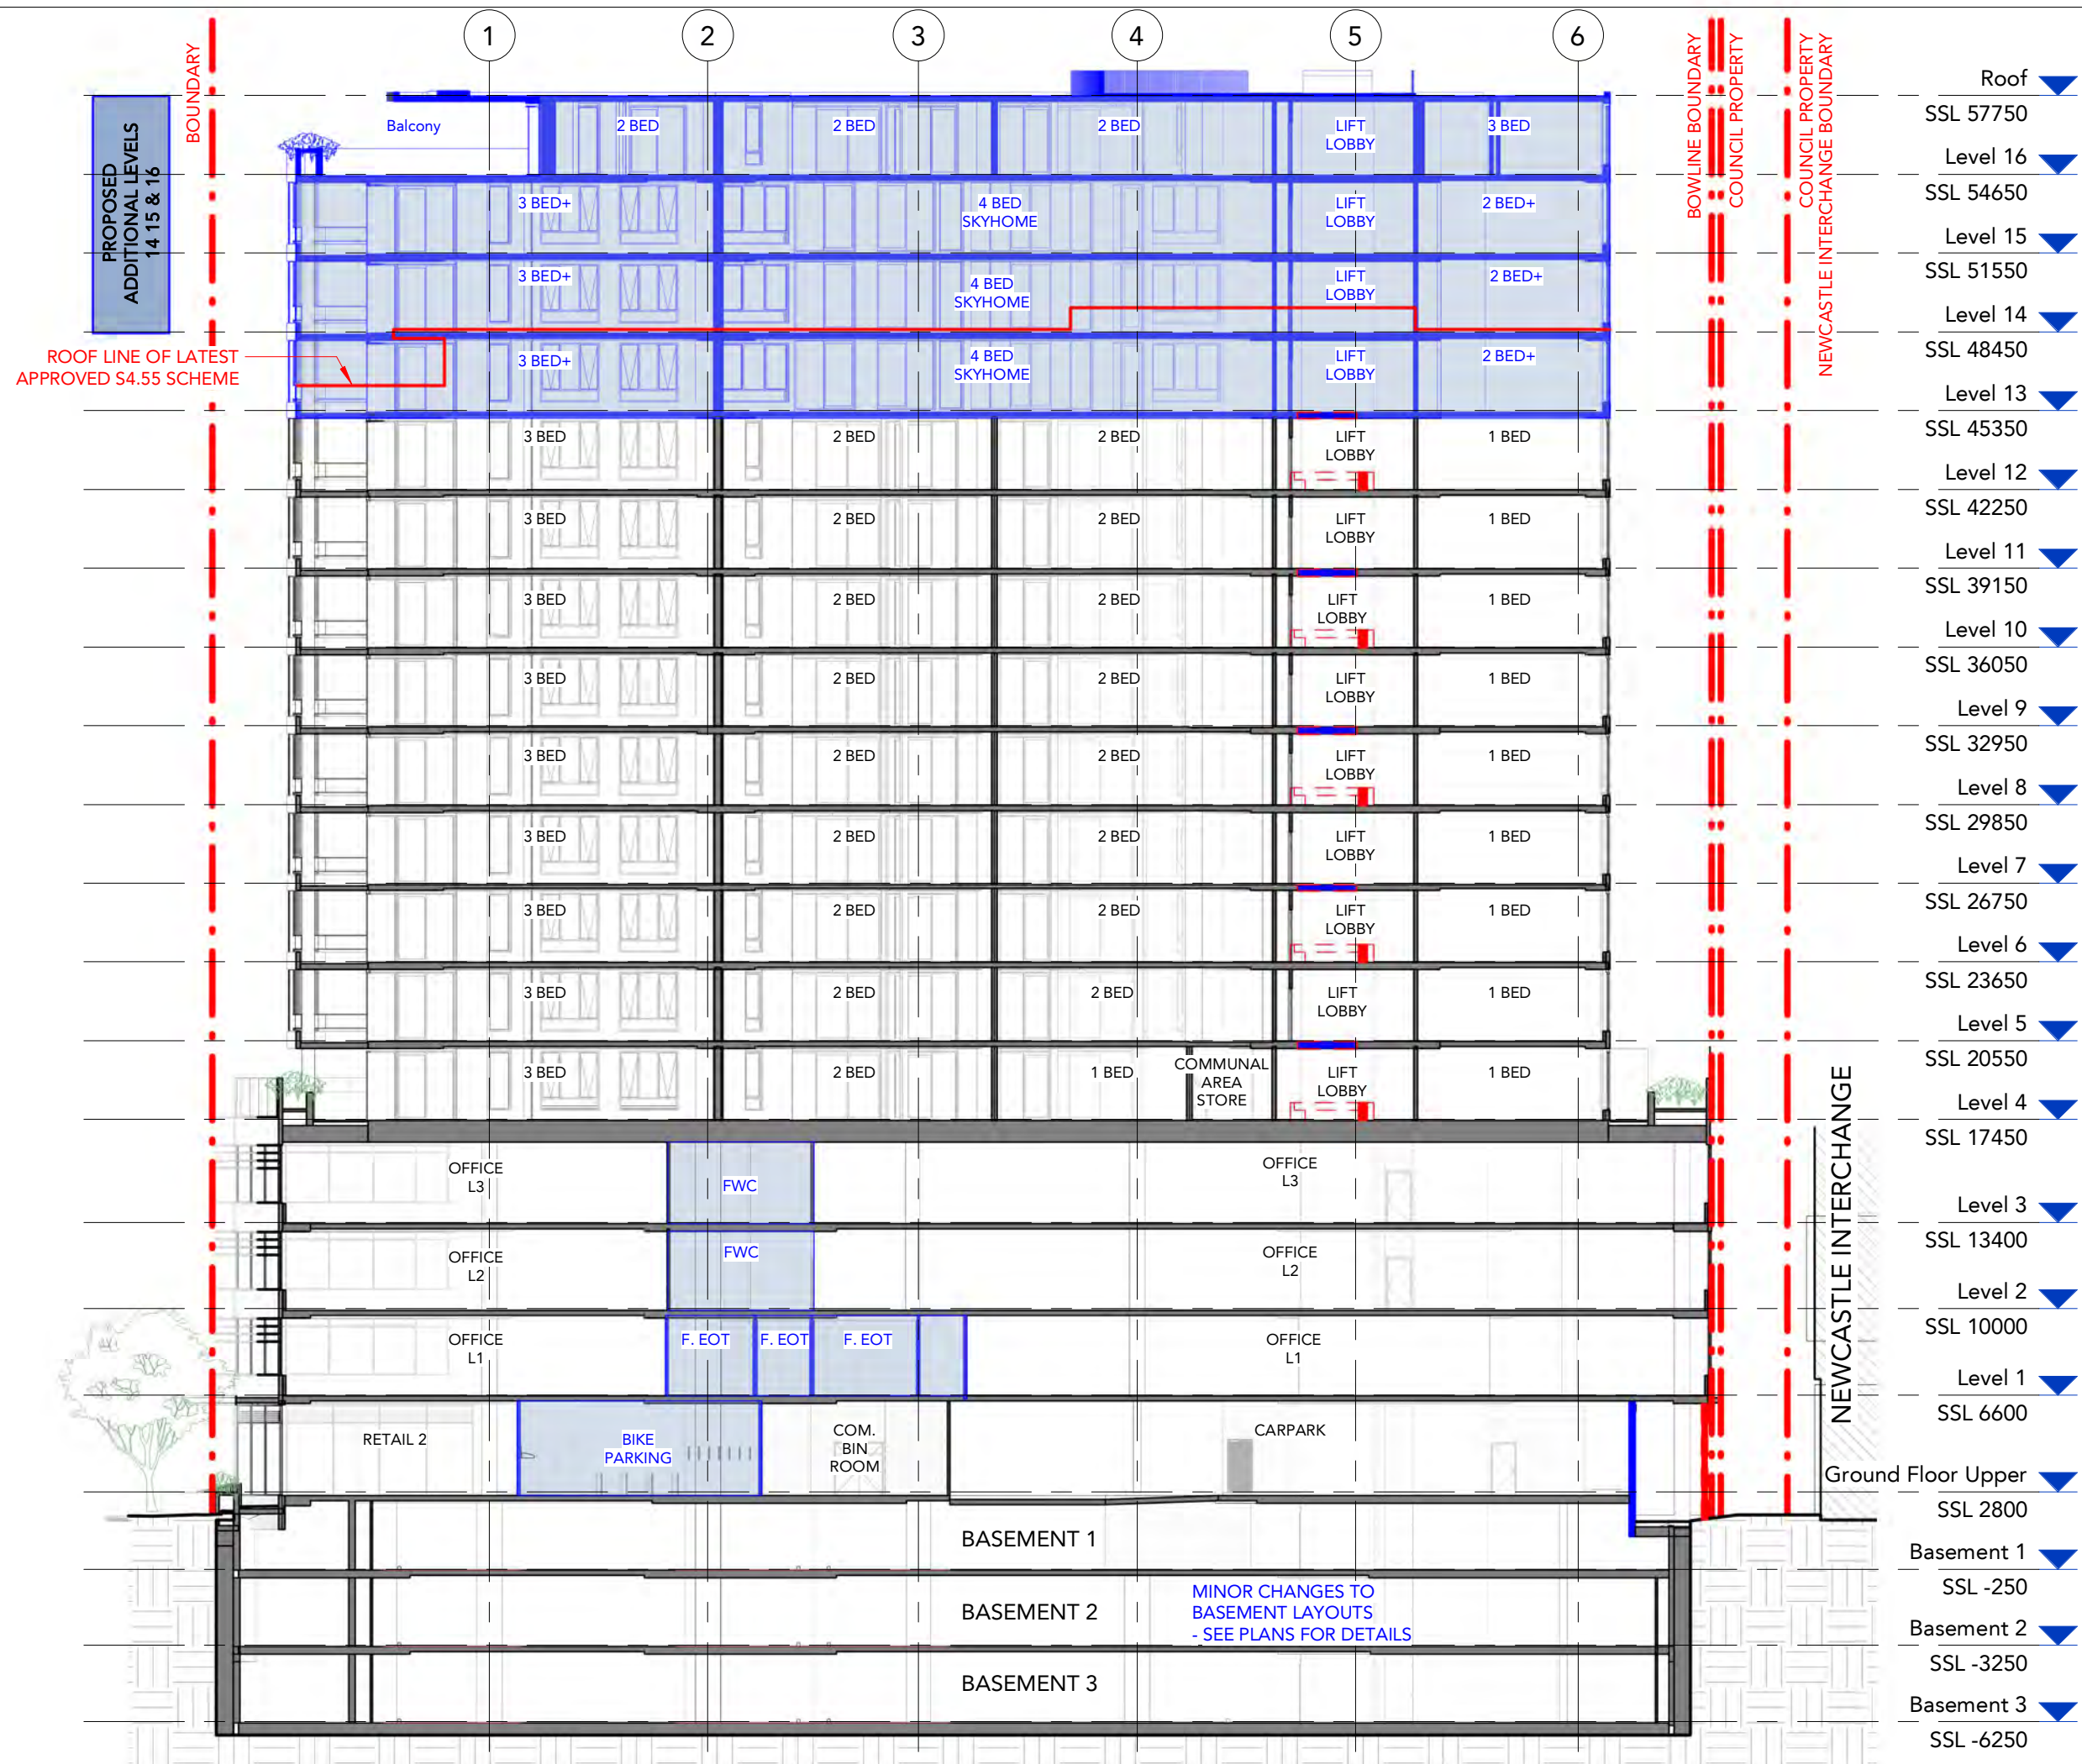 1
2
3
4
5
6
BOUNDARY
BOWLINE BOUNDARY
COUNCIL PROPERTY
COUNCIL PROPERTY
NEWCASTLE INTERCHANGE BOUNDARY
PROPOSED
ADDITIONAL LEVELS
14 15 & 16
Roof
SSL 57750
Balcony
2 BED
2 BED
2 BED
LIFT
LOBBY
3 BED
Level 16
SSL 54650
3 BED+
4 BED
SKYHOME
LIFT
LOBBY
2 BED+
Level 15
SSL 51550
3 BED+
4 BED
SKYHOME
LIFT
LOBBY
2 BED+
Level 14
SSL 48450
ROOF LINE OF LATEST
APPROVED S4.55 SCHEME
3 BED+
4 BED
SKYHOME
LIFT
LOBBY
2 BED+
Level 13
SSL 45350
3 BED
2 BED
2 BED
LIFT
LOBBY
1 BED
Level 12
SSL 42250
3 BED
2 BED
2 BED
LIFT
LOBBY
1 BED
Level 11
SSL 39150
3 BED
2 BED
2 BED
LIFT
LOBBY
1 BED
Level 10
SSL 36050
3 BED
2 BED
2 BED
LIFT
LOBBY
1 BED
Level 9
SSL 32950
3 BED
2 BED
2 BED
LIFT
LOBBY
1 BED
Level 8
SSL 29850
3 BED
2 BED
2 BED
LIFT
LOBBY
1 BED
Level 7
SSL 26750
3 BED
2 BED
2 BED
LIFT
LOBBY
1 BED
Level 6
SSL 23650
3 BED
2 BED
2 BED
LIFT
LOBBY
1 BED
Level 5
SSL 20550
3 BED
2 BED
1 BED
COMMUNAL
AREA
STORE
LIFT
LOBBY
1 BED
Level 4
SSL 17450
NEWCASTLE INTERCHANGE
OFFICE
L3
FWC
OFFICE
L3
Level 3
SSL 13400
OFFICE
L2
FWC
OFFICE
L2
Level 2
SSL 10000
OFFICE
L1
F. EOT
F. EOT
F. EOT
OFFICE
L1
Level 1
SSL 6600
RETAIL 2
BIKE
PARKING
COM.
BIN
ROOM
CARPARK
Ground Floor Upper
SSL 2800
BASEMENT 1
Basement 1
SSL -250
BASEMENT 2
MINOR CHANGES TO
BASEMENT LAYOUTS
- SEE PLANS FOR DETAILS
Basement 2
SSL -3250
BASEMENT 3
Basement 3
SSL -6250